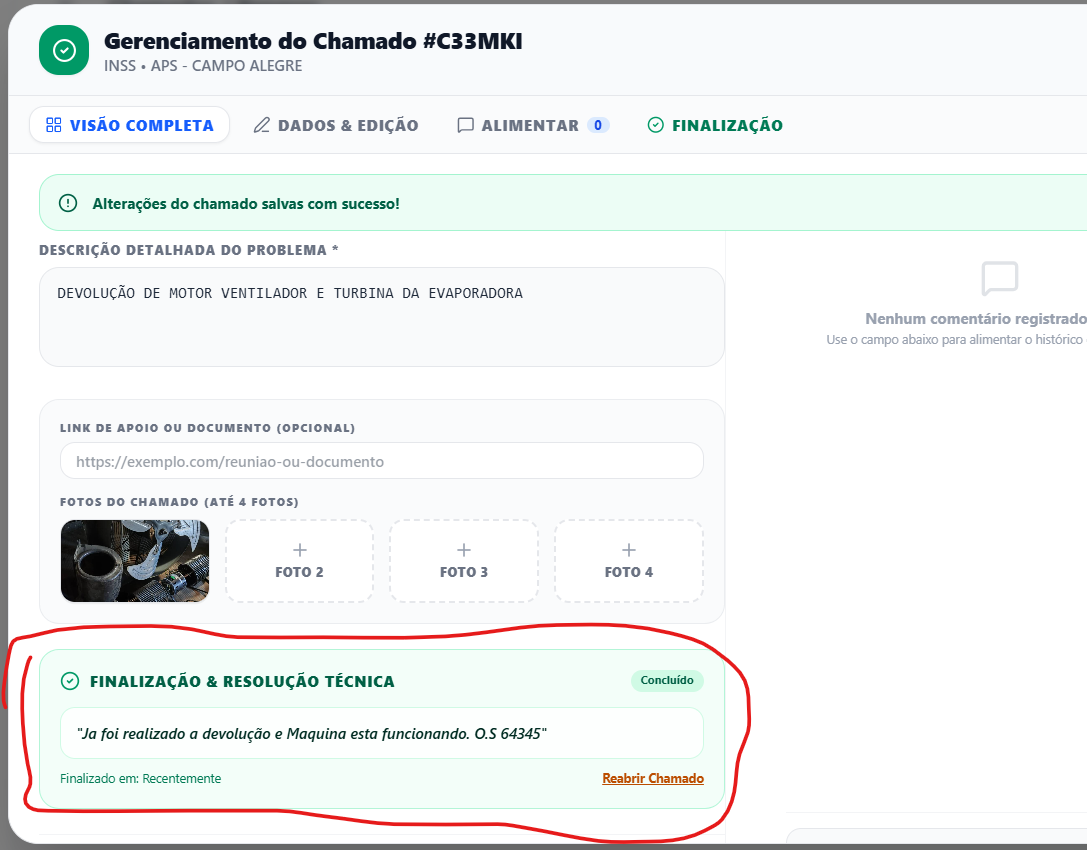 Gerenciamento do Chamado #C33MKI
INSS • APS - CAMPO ALEGRE
VISÃO COMPLETA
DADOS & EDIÇÃO
ALIMENTAR 0
FINALIZAÇÃO
Alterações do chamado salvas com sucesso!
DESCRIÇÃO DETALHADA DO PROBLEMA *
DEVOLUÇÃO DE MOTOR VENTILADOR E TURBINA DA EVAPORADORA
LINK DE APOIO OU DOCUMENTO (OPCIONAL)
https://exemplo.com/reuniao-ou-documento
FOTOS DO CHAMADO (ATÉ 4 FOTOS)
FOTO 2
FOTO 3
FOTO 4
FINALIZAÇÃO & RESOLUÇÃO TÉCNICA
Concluído
"Ja foi realizado a devolução e Maquina esta funcionando. O.S 64345"
Finalizado em: Recentemente
Reabrir Chamado
Nenhum comentário registrado
Use o campo abaixo para alimentar o histórico